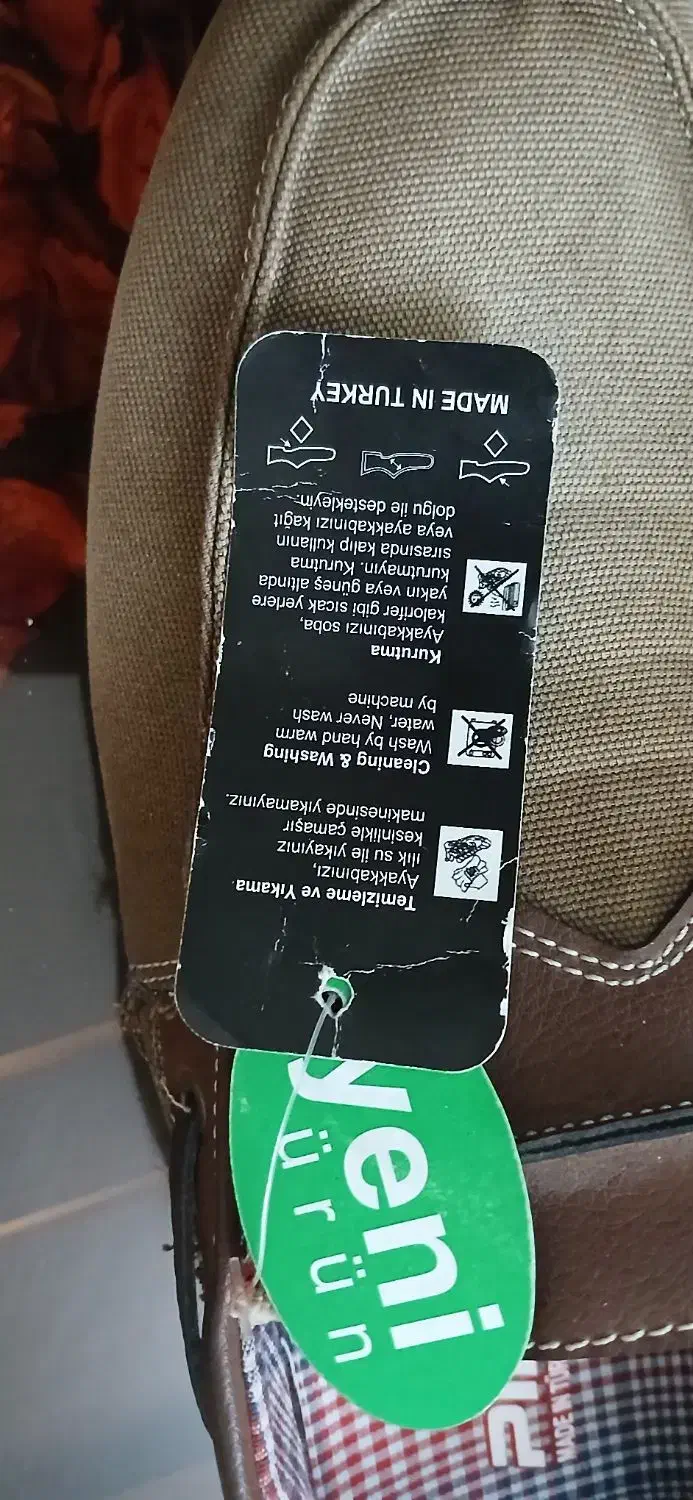 Temizleme ve Yıkama
Ayakkabınızı,
ılık su ile yıkayınız
kesinlikle çamaşır
makinesinde yıkamayınız.
Cleaning & Washing
Wash by hand warm
water, Never wash
by machine
Kurutma
Ayakkabınızı soba,
kalorifer gibi sıcak yerlere
yakın veya güneş altında
kurutmayın. Kurutma
sırasında kalıp kullanın
veya ayakkabınızı kağıt
dolgu ile destekleyin.
MADE IN TURKEY
yeni
ürün
MADE IN